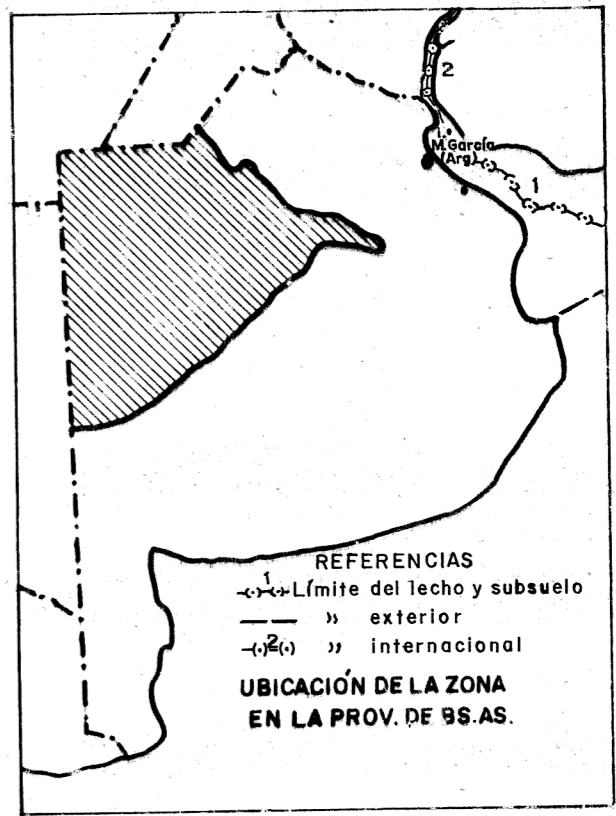 2
I. M. García
(Arg)
1
REFERENCIAS
1 Límite del lecho y subsuelo
» exterior
2 » internacional
UBICACIÓN DE LA ZONA
EN LA PROV. DE BS.AS.